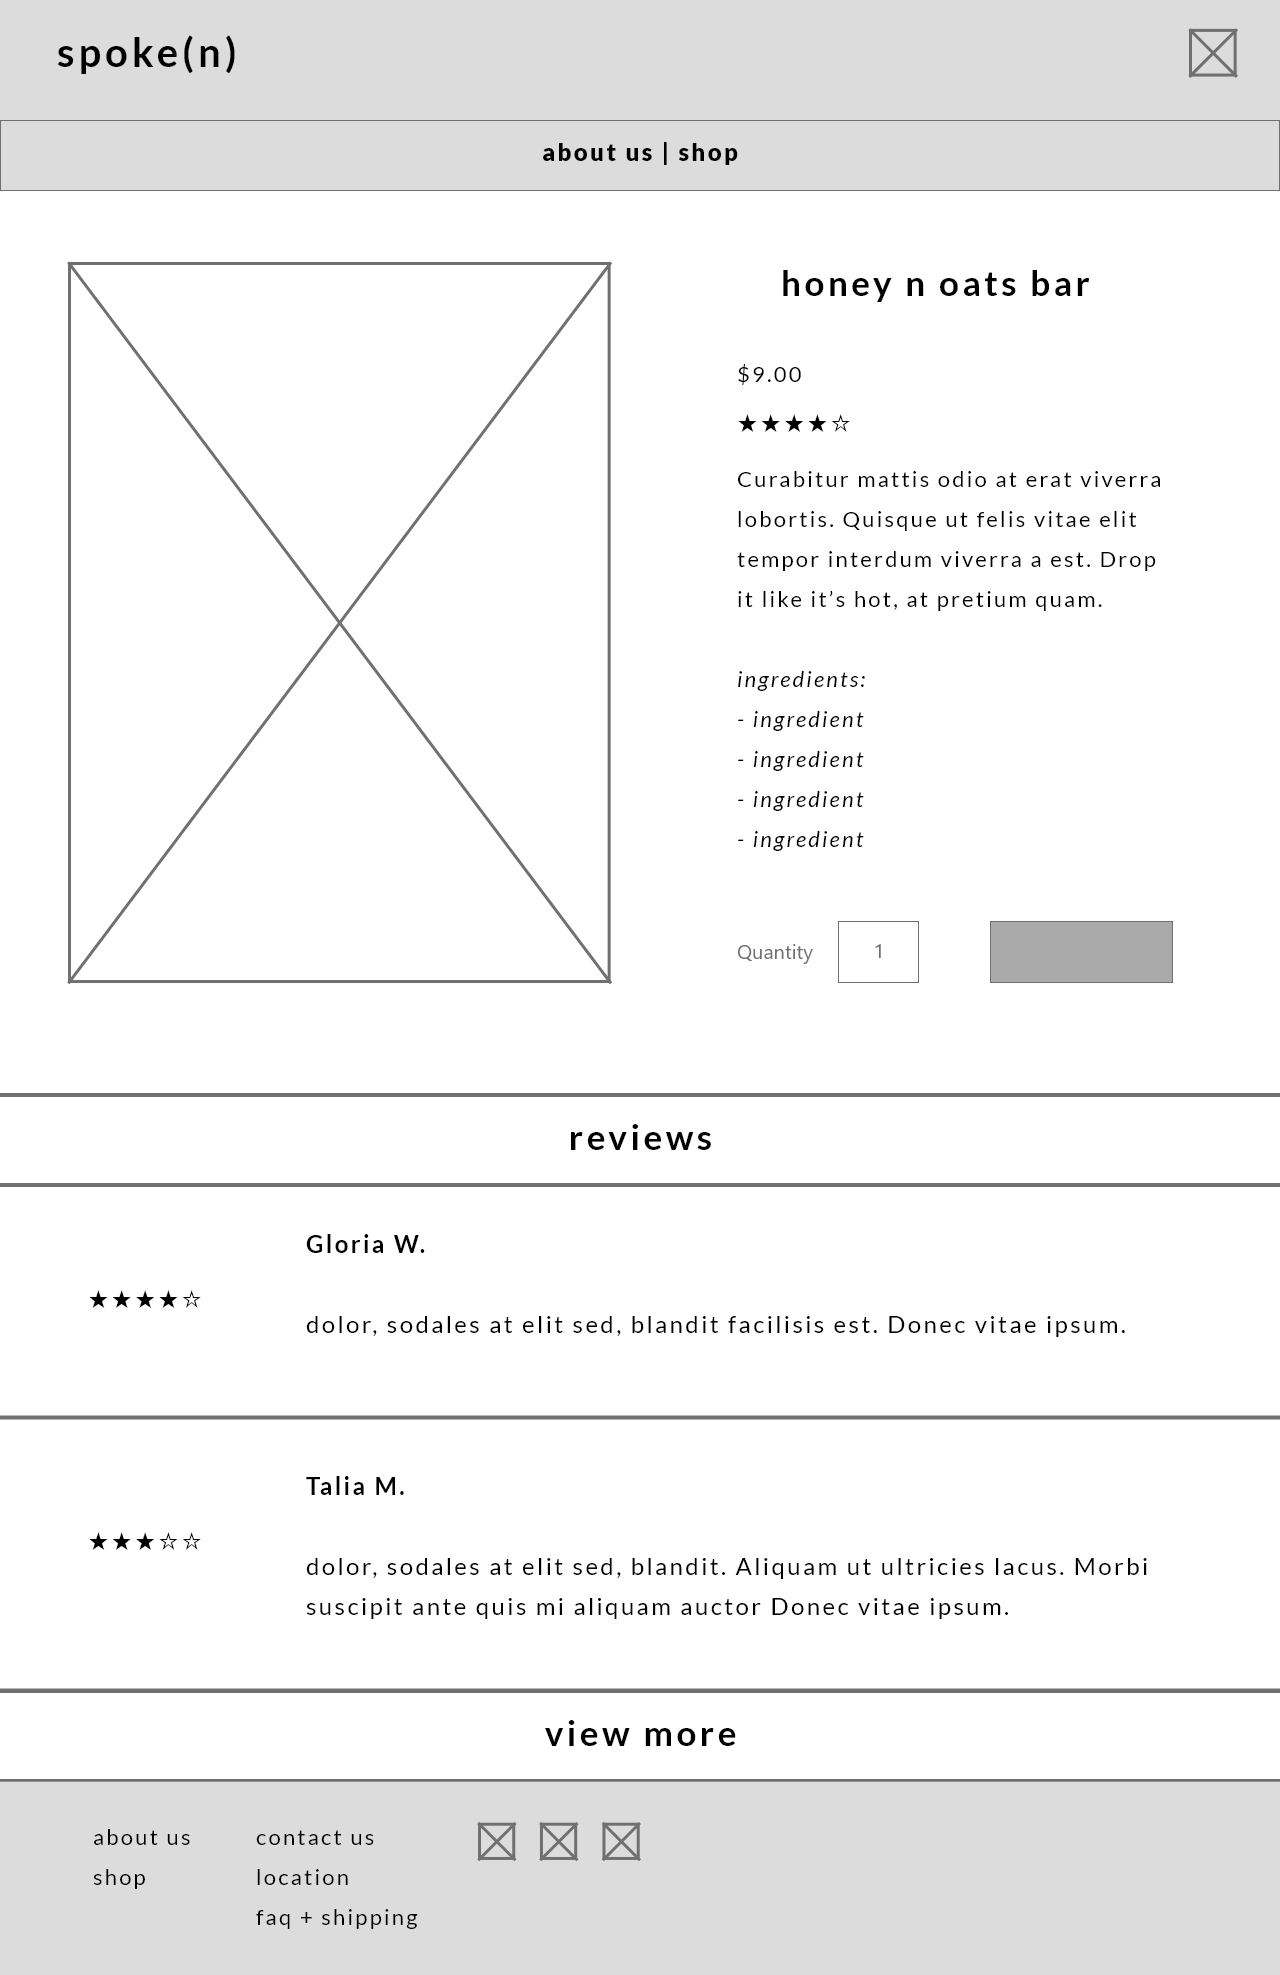 spoke(n)
about us | shop
honey n oats bar
$9.00
★★★★☆
Curabitur mattis odio at erat viverra
lobortis. Quisque ut felis vitae elit
tempor interdum viverra a est. Drop
it like it’s hot, at pretium quam.
ingredients:
- ingredient
- ingredient
- ingredient
- ingredient
Quantity 1
reviews
Gloria W.
★★★★☆
dolor, sodales at elit sed, blandit facilisis est. Donec vitae ipsum.
Talia M.
★★★☆☆
dolor, sodales at elit sed, blandit. Aliquam ut ultricies lacus. Morbi
suscipit ante quis mi aliquam auctor Donec vitae ipsum.
view more
about us
shop
contact us
location
faq + shipping